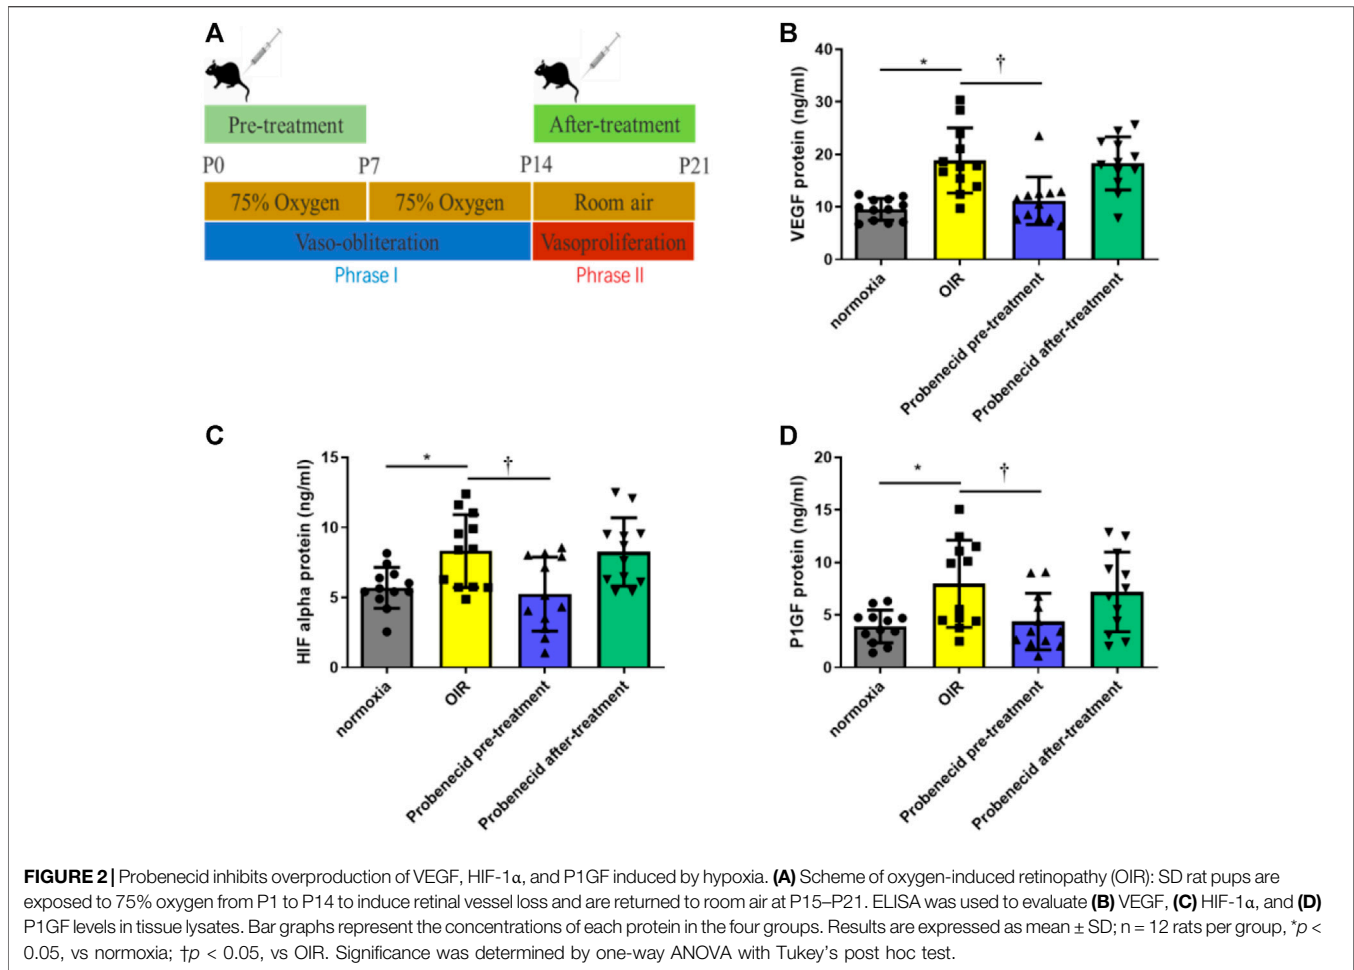 A
Pre-treatment
After-treatment
P0
P7
P14
P21
75% Oxygen
75% Oxygen
Room air
Vaso-obliteration
Vasoproliferation
Phrase I
Phrase II
B
VEGF protein (ng/ml)
40
30
20
10
0
*
†
normoxia
OIR
Probenecid pre-treatment
Probenecid after-treatment
C
HIF alpha protein (ng/ml)
15
10
5
0
*
†
normoxia
OIR
Probenecid pre-treatment
Probenecid after-treatment
D
P1GF protein (ng/ml)
20
15
10
5
0
*
†
normoxia
OIR
Probenecid pre-treatment
Probenecid after-treatment
FIGURE 2 | Probenecid inhibits overproduction of VEGF, HIF-1α, and P1GF induced by hypoxia. (A) Scheme of oxygen-induced retinopathy (OIR): SD rat pups are
exposed to 75% oxygen from P1 to P14 to induce retinal vessel loss and are returned to room air at P15–P21. ELISA was used to evaluate (B) VEGF, (C) HIF-1α, and (D)
P1GF levels in tissue lysates. Bar graphs represent the concentrations of each protein in the four groups. Results are expressed as mean ± SD; n = 12 rats per group, *p <
0.05, vs normoxia; †p < 0.05, vs OIR. Significance was determined by one-way ANOVA with Tukey's post hoc test.